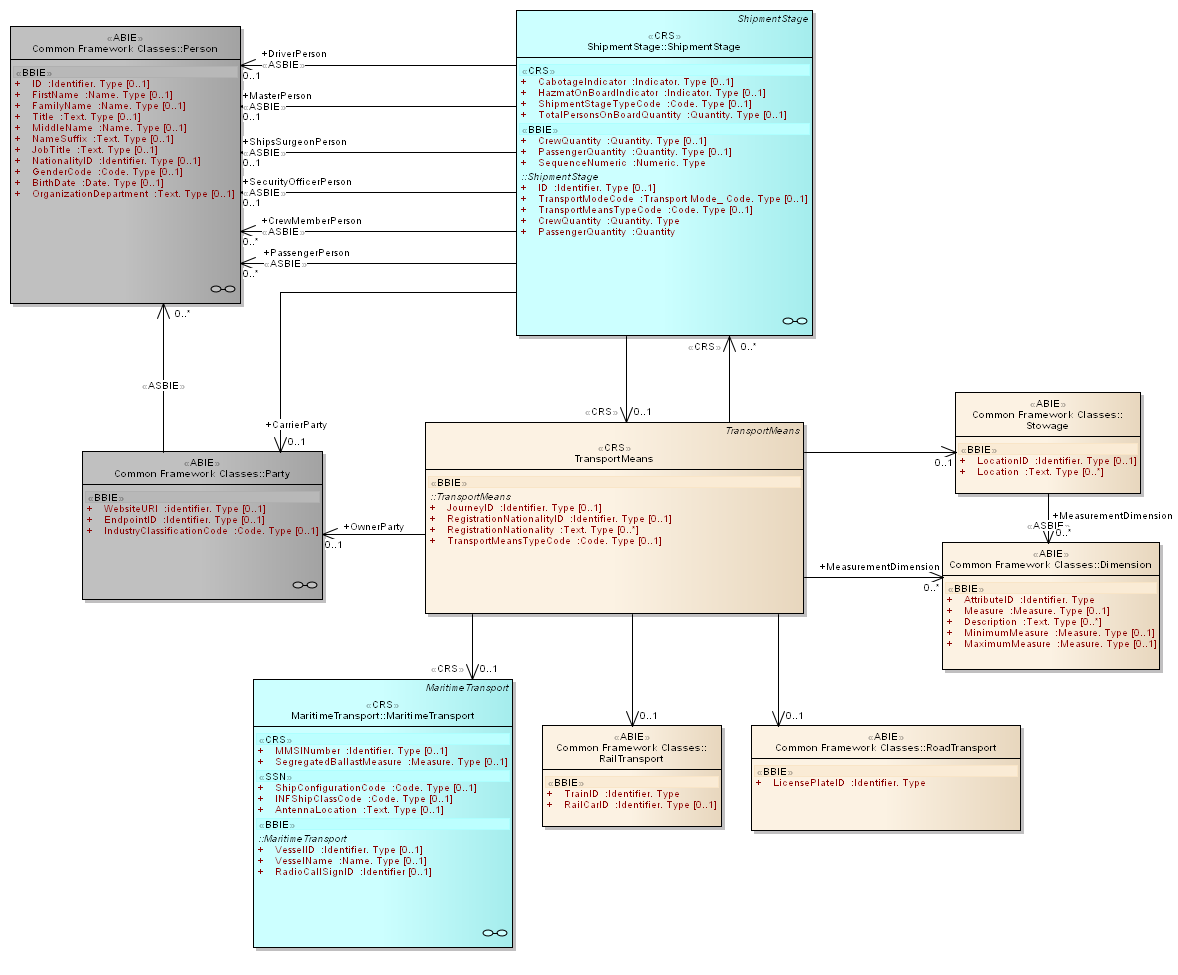 «ABIE»
Common Framework Classes::Person
«BBIE»
+ ID :Identifier. Type [0..1]
+ FirstName :Name. Type [0..1]
+ FamilyName :Name. Type [0..1]
+ Title :Text. Type [0..1]
+ MiddleName :Name. Type [0..1]
+ NameSuffix :Text. Type [0..1]
+ JobTitle :Text. Type [0..1]
+ NationalityID :Identifier. Type [0..1]
+ GenderCode :Code. Type [0..1]
+ BirthDate :Date. Type [0..1]
+ OrganizationDepartment :Text. Type [0..1]
+DriverPerson
«ASBIE»
0..1
+MasterPerson
«ASBIE»
0..1
+ShipsSurgeonPerson
«ASBIE»
0..1
+SecurityOfficerPerson
«ASBIE»
0..1
+CrewMemberPerson
«ASBIE»
0..*
+PassengerPerson
«ASBIE»
0..*
ShipmentStage
«CRS»
ShipmentStage::ShipmentStage
«CRS»
+ CabotageIndicator :Indicator. Type [0..1]
+ HazmatOnBoardIndicator :Indicator. Type [0..1]
+ ShipmentStageTypeCode :Code. Type [0..1]
+ TotalPersonsOnBoardQuantity :Quantity. Type [0..1]
«BBIE»
+ CrewQuantity :Quantity. Type [0..1]
+ PassengerQuantity :Quantity. Type [0..1]
+ SequenceNumeric :Numeric. Type
::ShipmentStage
+ ID :Identifier. Type [0..1]
+ TransportModeCode :Transport Mode_ Code. Type [0..1]
+ TransportMeansTypeCode :Code. Type [0..1]
+ CrewQuantity :Quantity. Type
+ PassengerQuantity :Quantity
0..*
«ASBIE»
+CarrierParty
0..1
«CRS»
0..1
«CRS»
0..*
«ABIE»
Common Framework Classes::Party
«BBIE»
+ WebsiteURI :identifier. Type [0..1]
+ EndpointID :Identifier. Type [0..1]
+ IndustryClassificationCode :Code. Type [0..1]
+OwnerParty
0..1
TransportMeans
«CRS»
TransportMeans
«BBIE»
::TransportMeans
+ JourneyID :Identifier. Type [0..1]
+ RegistrationNationalityID :Identifier. Type [0..1]
+ RegistrationNationality :Text. Type [0..*]
+ TransportMeansTypeCode :Code. Type [0..1]
0..1
«ABIE»
Common Framework Classes::
Stowage
«BBIE»
+ LocationID :Identifier. Type [0..1]
+ Location :Text. Type [0..*]
+MeasurementDimension
«ASBIE»
0..*
+MeasurementDimension
0..*
«ABIE»
Common Framework Classes::Dimension
«BBIE»
+ AttributeID :Identifier. Type
+ Measure :Measure. Type [0..1]
+ Description :Text. Type [0..*]
+ MinimumMeasure :Measure. Type [0..1]
+ MaximumMeasure :Measure. Type [0..1]
«CRS»
0..1
0..1
0..1
MaritimeTransport
«CRS»
MaritimeTransport::MaritimeTransport
«CRS»
+ MMSINumber :Identifier. Type [0..1]
+ SegregatedBallastMeasure :Measure. Type [0..1]
«SSN»
+ ShipConfigurationCode :Code. Type [0..1]
+ INFShipClassCode :Code. Type [0..1]
+ AntennaLocation :Text. Type [0..1]
«BBIE»
::MaritimeTransport
+ VesselID :Identifier. Type [0..1]
+ VesselName :Name. Type [0..1]
+ RadioCallSignID :Identifier [0..1]
«ABIE»
Common Framework Classes::
RailTransport
«BBIE»
+ TrainID :Identifier. Type
+ RailCarID :Identifier. Type [0..1]
«ABIE»
Common Framework Classes::RoadTransport
«BBIE»
+ LicensePlateID :Identifier. Type